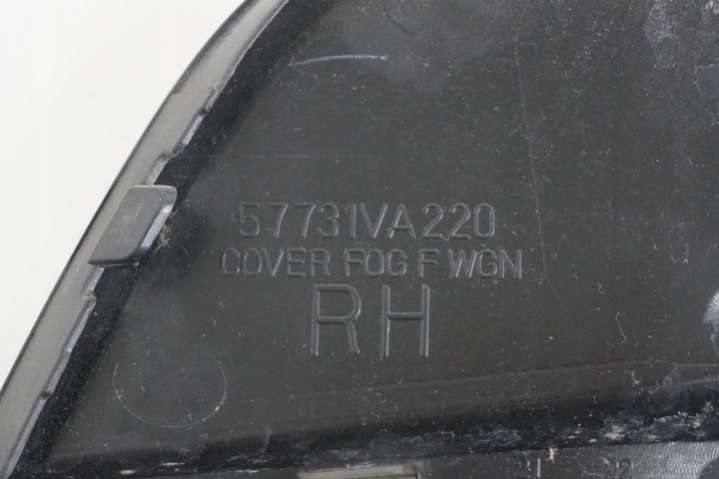 57731VA220
COVER FOG F WGN
RH